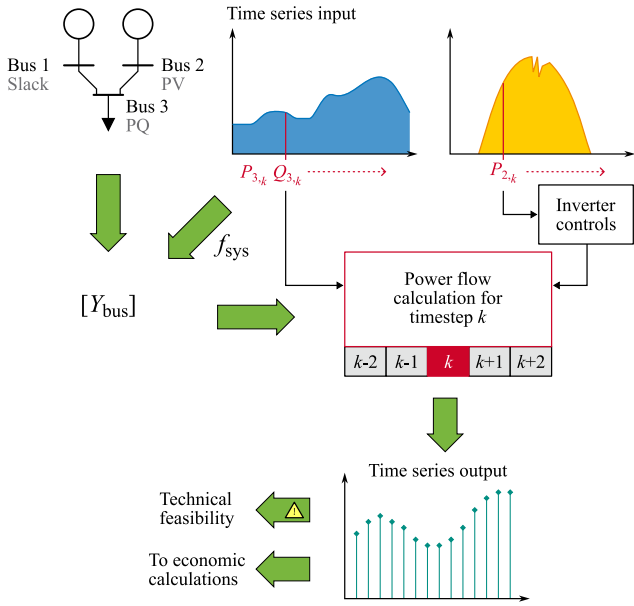 Time series input
Bus 1
Slack
Bus 2
PV
Bus 3
PQ
P3,k Q3,k
P2,k
Inverter
controls
fsys
[Ybus]
Power flow
calculation for
timestep k
k-2 k-1 k k+1 k+2
Time series output
Technical
feasibility
!
To economic
calculations